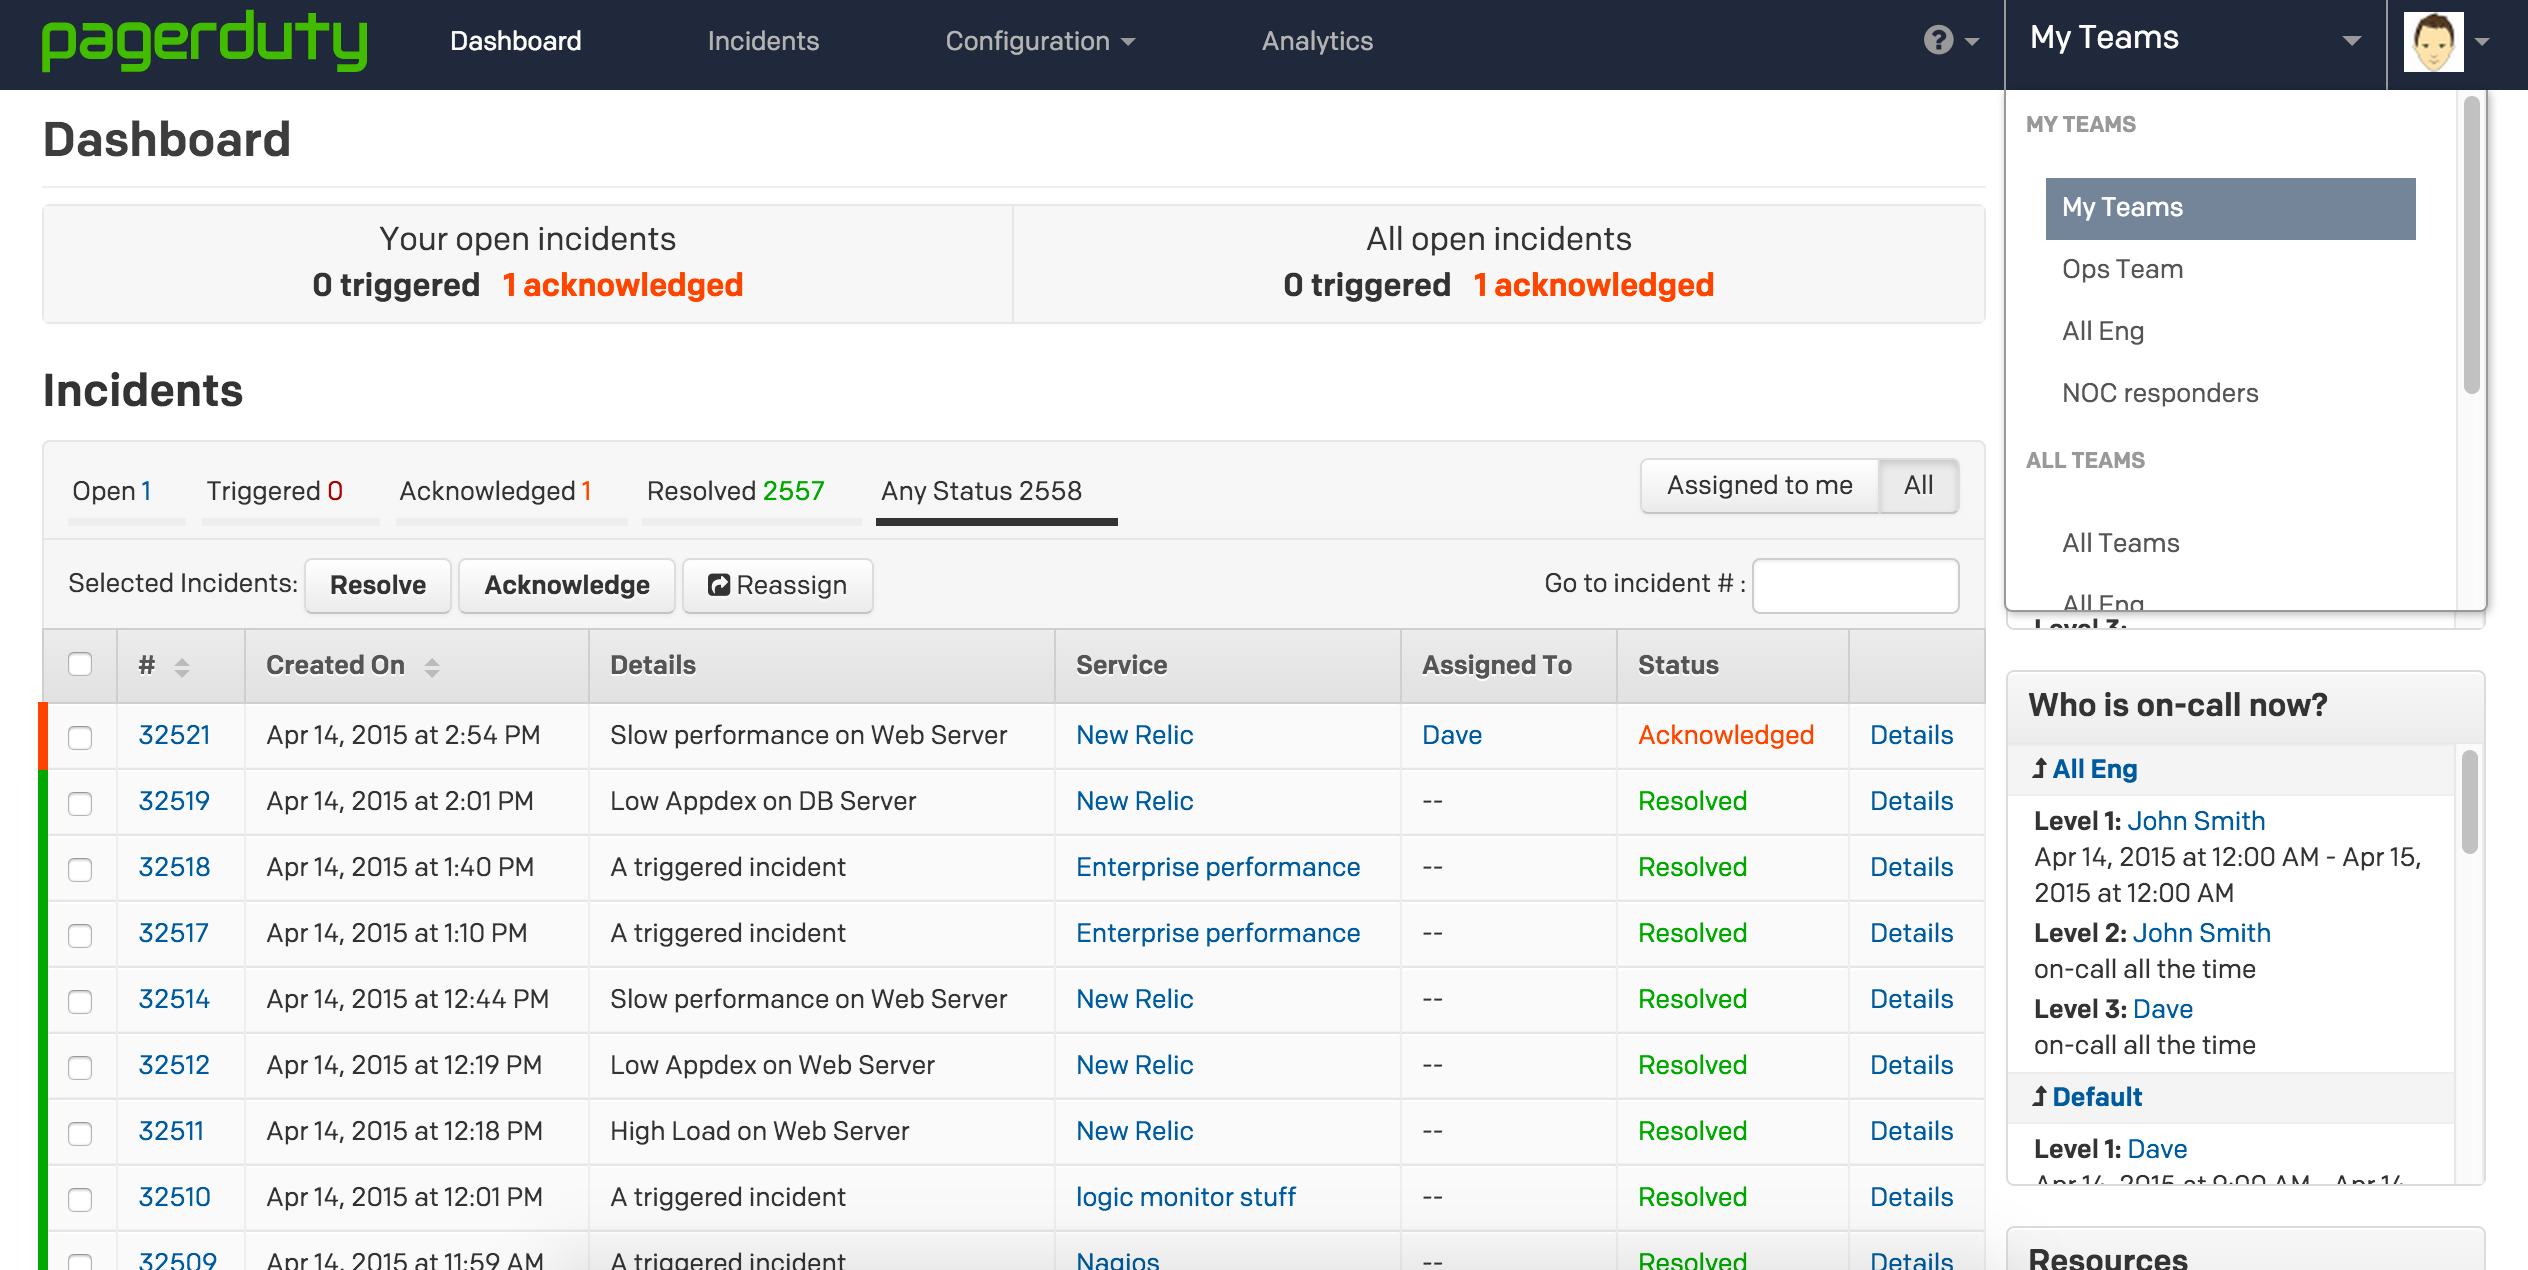 pagerduty Dashboard Incidents Configuration Analytics ? My Teams
MY TEAMS
My Teams
Ops Team
All Eng
NOC responders
ALL TEAMS
All Teams
All Eng
Level 3:
Dashboard
Your open incidents
0 triggered 1 acknowledged
All open incidents
0 triggered 1 acknowledged
Incidents
Open 1 Triggered 0 Acknowledged 1 Resolved 2557 Any Status 2558 Assigned to me All
Selected Incidents: Resolve Acknowledge Reassign Go to incident # :
# Created On Details Service Assigned To Status
32521 Apr 14, 2015 at 2:54 PM Slow performance on Web Server New Relic Dave Acknowledged Details
32519 Apr 14, 2015 at 2:01 PM Low Appdex on DB Server New Relic -- Resolved Details
32518 Apr 14, 2015 at 1:40 PM A triggered incident Enterprise performance -- Resolved Details
32517 Apr 14, 2015 at 1:10 PM A triggered incident Enterprise performance -- Resolved Details
32514 Apr 14, 2015 at 12:44 PM Slow performance on Web Server New Relic -- Resolved Details
32512 Apr 14, 2015 at 12:19 PM Low Appdex on Web Server New Relic -- Resolved Details
32511 Apr 14, 2015 at 12:18 PM High Load on Web Server New Relic -- Resolved Details
32510 Apr 14, 2015 at 12:01 PM A triggered incident logic monitor stuff -- Resolved Details
32509 Apr 14, 2015 at 11:59 AM A triggered incident Nagios -- Resolved Details
Who is on-call now?
All Eng
Level 1: John Smith
Apr 14, 2015 at 12:00 AM - Apr 15,
2015 at 12:00 AM
Level 2: John Smith
on-call all the time
Level 3: Dave
on-call all the time
Default
Level 1: Dave
Apr 14, 2015 at 9:00 AM - Apr 14,
Resources